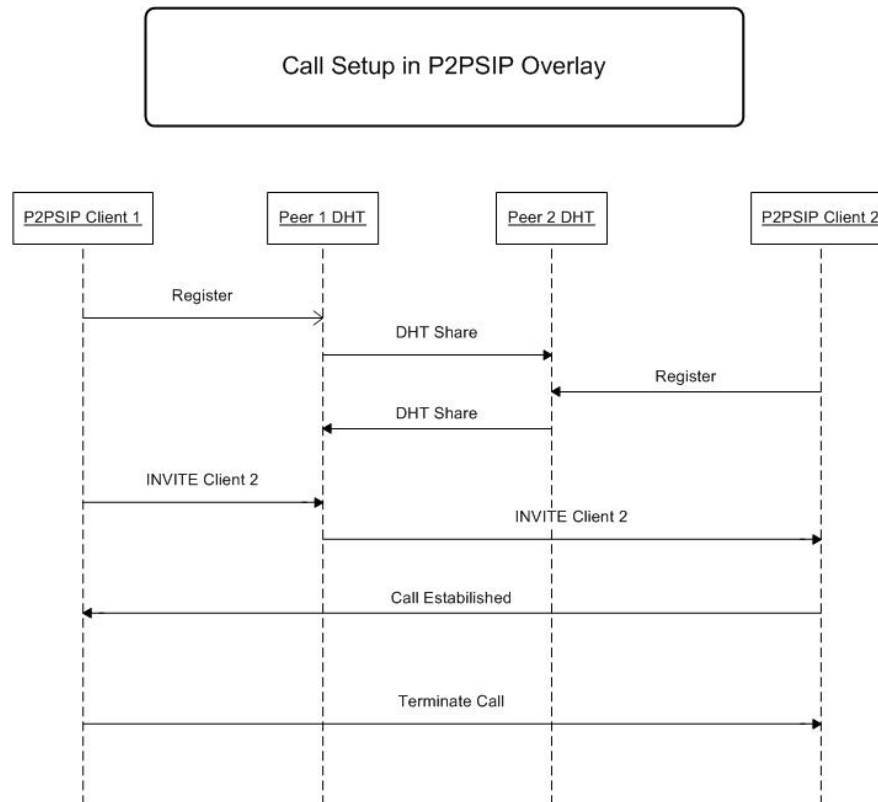 Call Setup in P2PSIP Overlay
P2PSIP Client 1
Peer 1 DHT
Peer 2 DHT
P2PSIP Client 2
Register
DHT Share
Register
DHT Share
INVITE Client 2
INVITE Client 2
Call Estabilished
Terminate Call